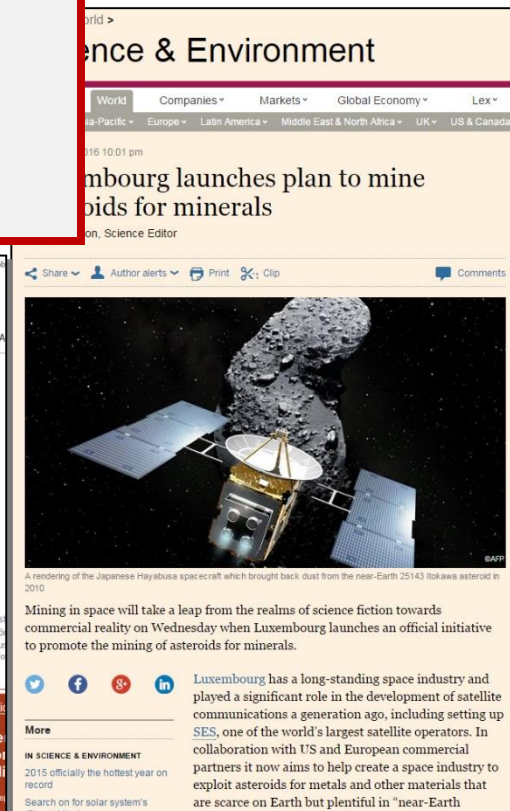 World >
Science & Environment
World Companies Markets Global Economy Lex
Asia-Pacific Europe Latin America Middle East & North Africa UK US & Canada
2016 10:01 pm
mbourg launches plan to mine
oids for minerals
on, Science Editor
Share Author alerts Print Clip Comments
©AFP
A rendering of the Japanese Hayabusa spacecraft which brought back dust from the near-Earth 25143 Itokawa asteroid in
2010
Mining in space will take a leap from the realms of science fiction towards
commercial reality on Wednesday when Luxembourg launches an official initiative
to promote the mining of asteroids for minerals.
Luxembourg has a long-standing space industry and
played a significant role in the development of satellite
communications a generation ago, including setting up
SES, one of the world's largest satellite operators. In
collaboration with US and European commercial
partners it now aims to help create a space industry to
exploit asteroids for metals and other materials that
are scarce on Earth but plentiful in "near-Earth
More
IN SCIENCE & ENVIRONMENT
2015 officially the hottest year on
record
Search on for solar system's